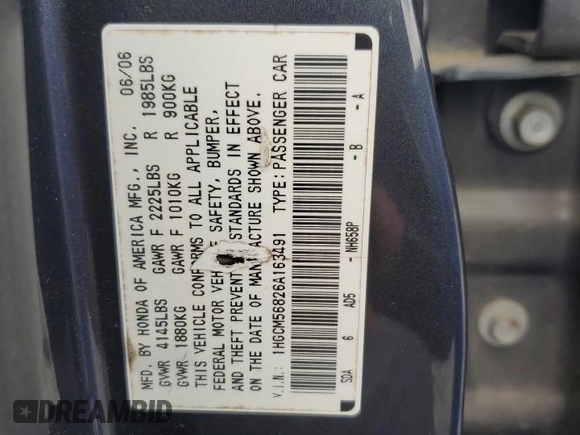 MFD. BY HONDA OF AMERICA MFG., INC. 06/06
GVWR 4145LBS GAWR F 2225LBS R 1985LBS
GVWR 1880KG GAWR F 1010KG R 900KG
THIS VEHICLE CONFORMS TO ALL APPLICABLE
FEDERAL MOTOR VEH E SAFETY, BUMPER,
AND THEFT PREVENT STANDARDS IN EFFECT
ON THE DATE OF MANUFACTURE SHOWN ABOVE.
V.I.N.: 1HGCM56826A163491 TYPE: PASSENGER CAR
SDA 6 AD5 - NH658P - B - A
DREAMBID